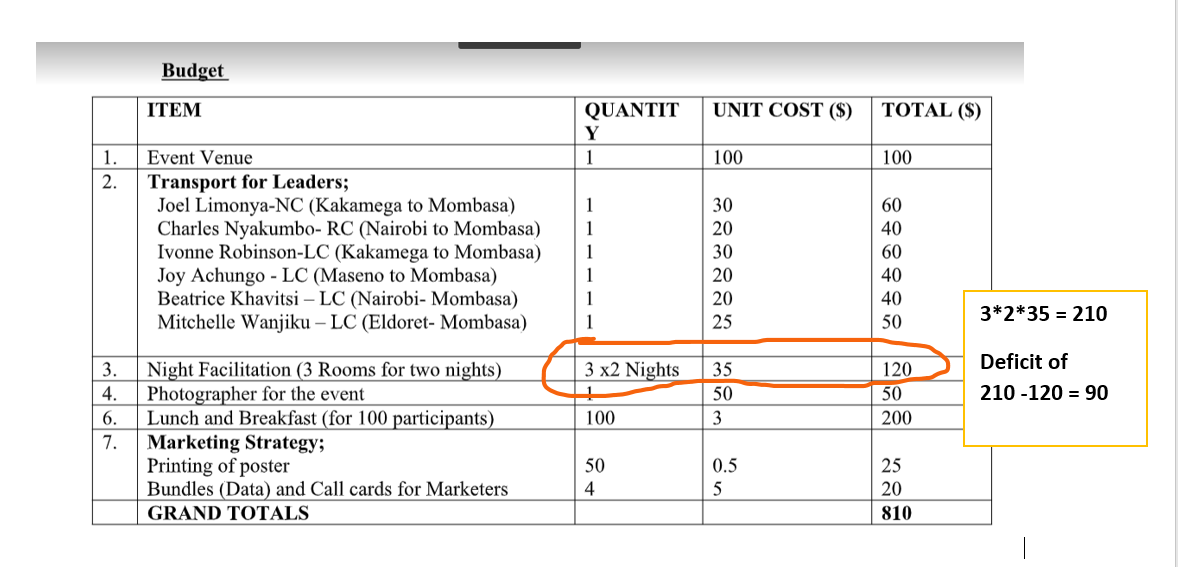 Budget
ITEM QUANTITY UNIT COST ($) TOTAL ($)
1. Event Venue 1 100 100
2. Transport for Leaders;
Joel Limonya-NC (Kakamega to Mombasa) 1 30 60
Charles Nyakumbo- RC (Nairobi to Mombasa) 1 20 40
Ivonne Robinson-LC (Kakamega to Mombasa) 1 30 60
Joy Achungo - LC (Maseno to Mombasa) 1 20 40
Beatrice Khavitsi – LC (Nairobi- Mombasa) 1 20 40
Mitchelle Wanjiku – LC (Eldoret- Mombasa) 1 25 50
3. Night Facilitation (3 Rooms for two nights) 3 x2 Nights 35 120
4. Photographer for the event 1 50 50
6. Lunch and Breakfast (for 100 participants) 100 3 200
7. Marketing Strategy;
Printing of poster 50 0.5 25
Bundles (Data) and Call cards for Marketers 4 5 20
GRAND TOTALS 810
3*2*35 = 210
Deficit of
210 -120 = 90